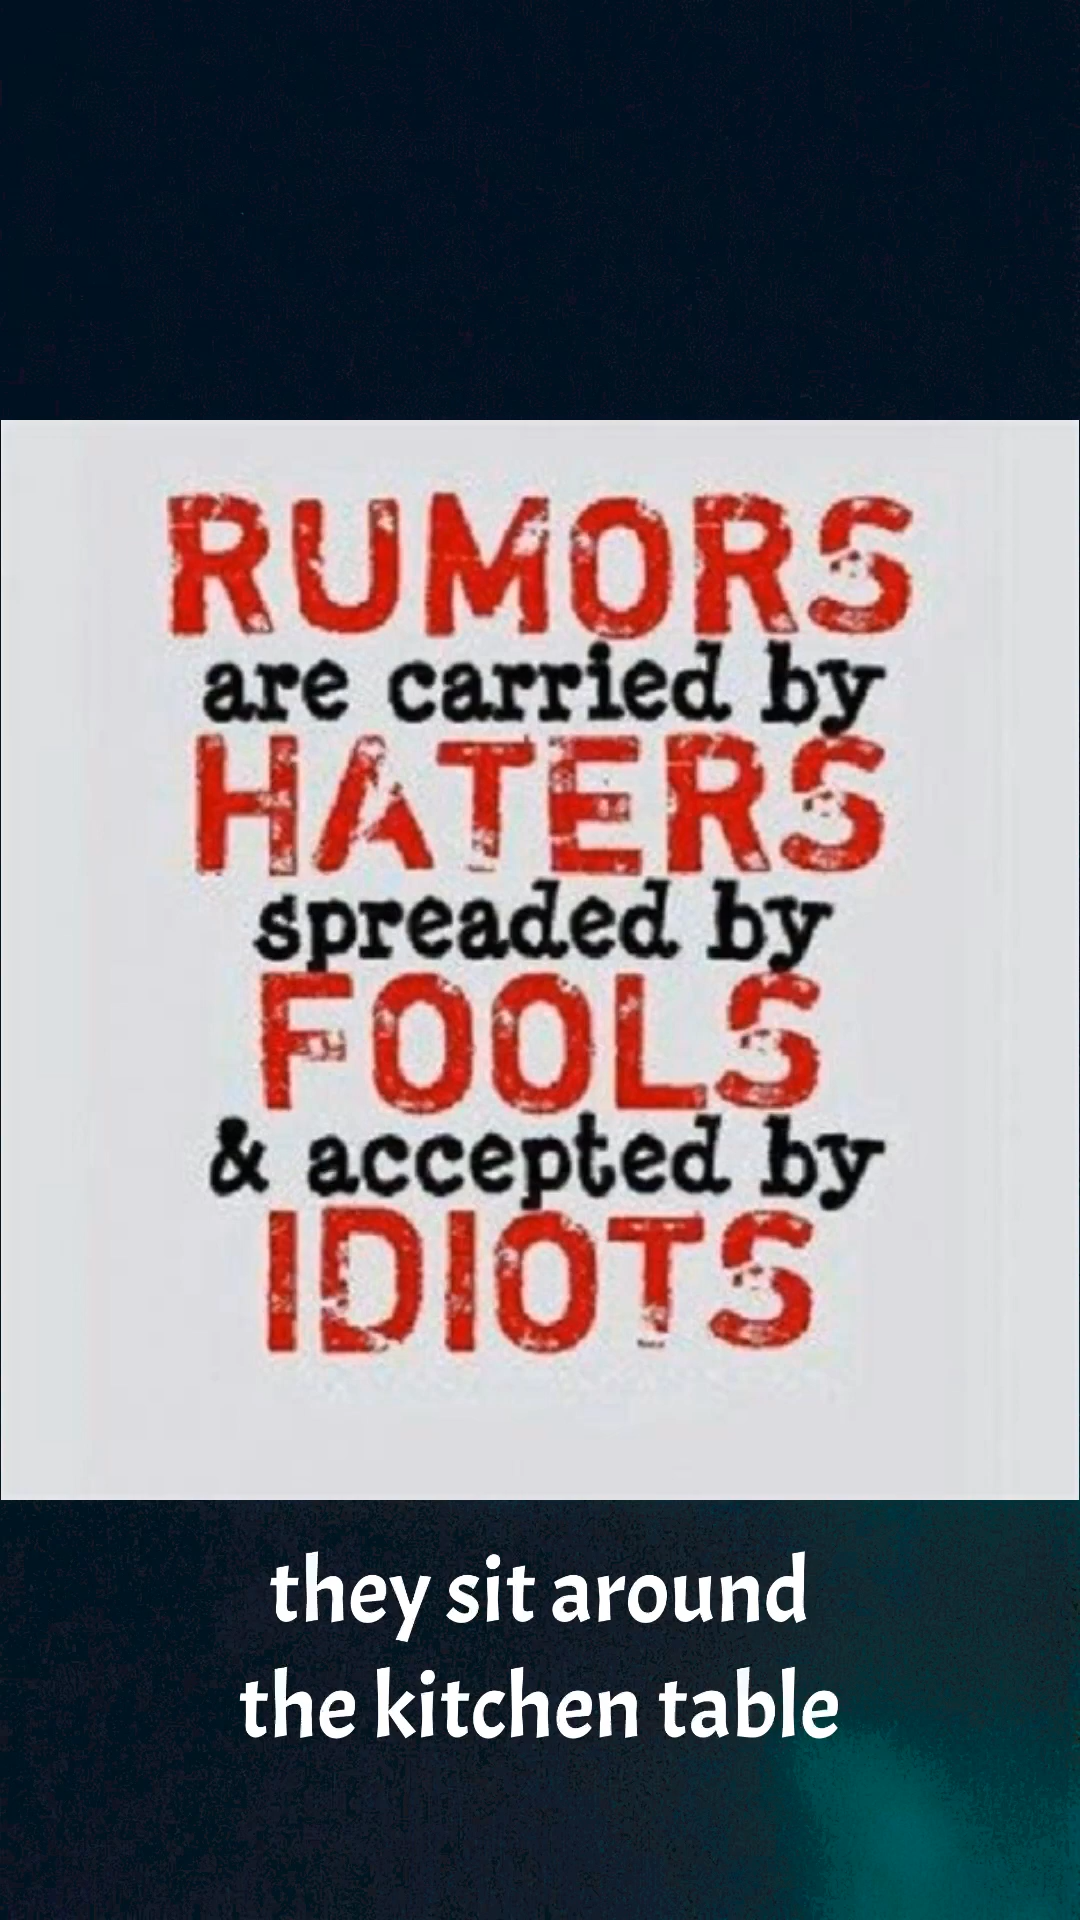 RUMORS
are carried by
HATERS
spreaded by
FOOLS
& accepted by
IDIOTS
they sit around
the kitchen table